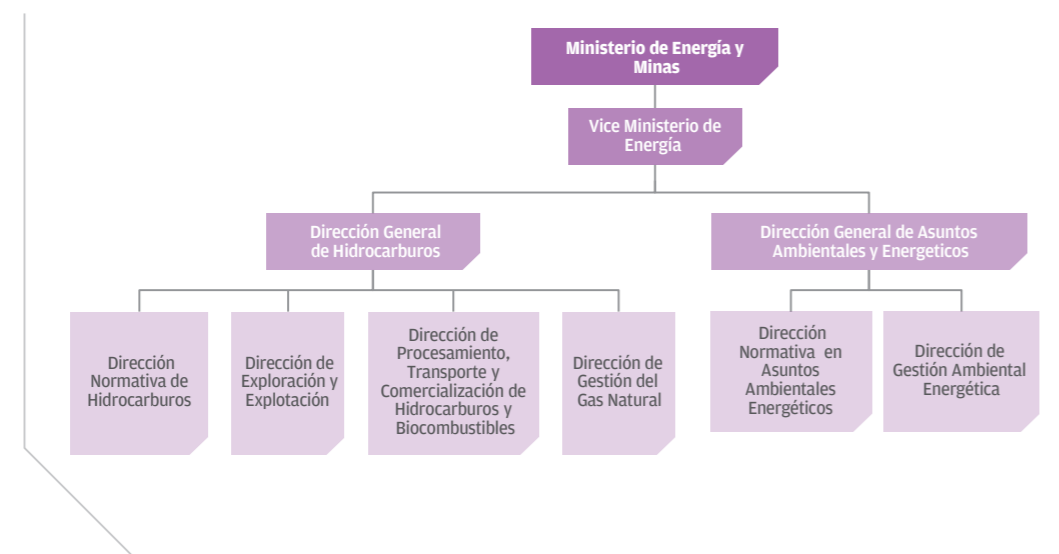 Ministerio de Energía y
Minas
Vice Ministerio de
Energía
Dirección General
de Hidrocarburos
Dirección General de Asuntos
Ambientales y Energeticos
Dirección
Normativa de
Hidrocarburos
Dirección de
Exploración y
Explotación
Dirección de
Procesamiento,
Transporte y
Comercialización de
Hidrocarburos y
Biocombustibles
Dirección de
Gestión del
Gas Natural
Dirección
Normativa en
Asuntos
Ambientales
Energéticos
Dirección de
Gestión Ambiental
Energética